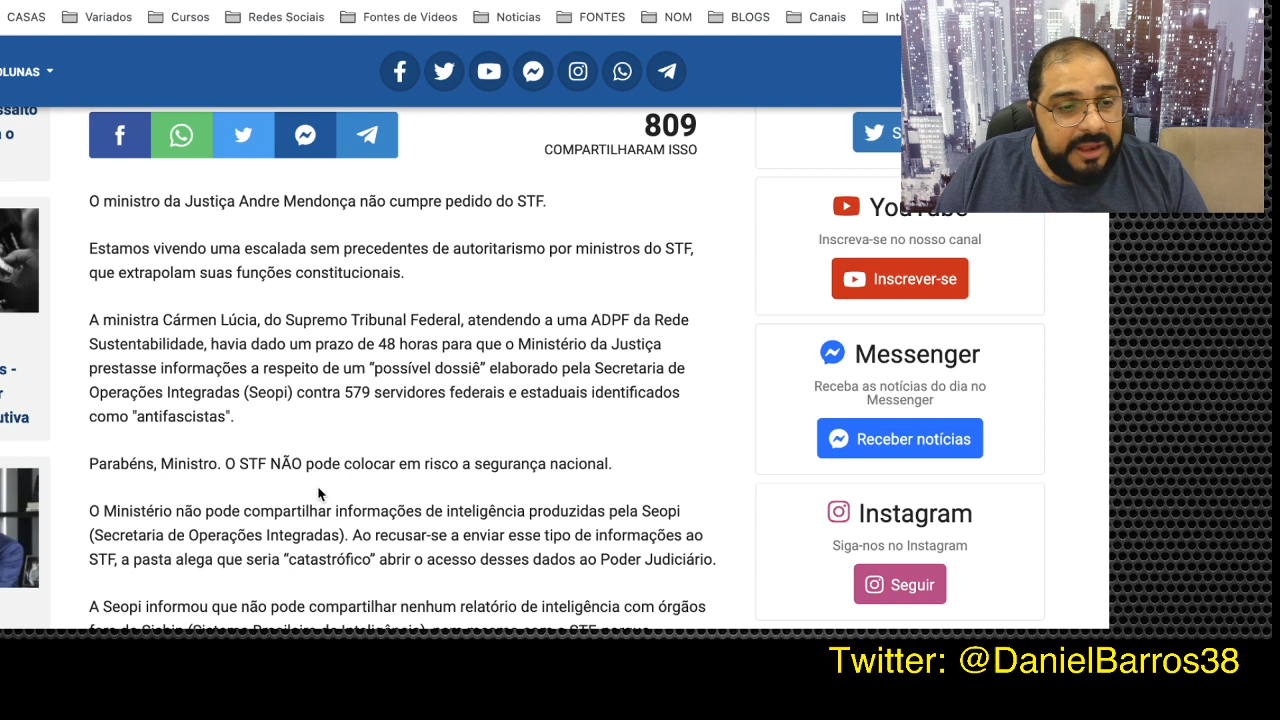 CASAS Variados Cursos Redes Sociais Fontes de Videos Noticias FONTES NOM BLOGS Canais
OLUNAS
o o
809
COMPARTILHARAM ISSO
O ministro da Justiça Andre Mendonça não cumpre pedido do STF.
Estamos vivendo uma escalada sem precedentes de autoritarismo por ministros do STF,
que extrapolam suas funções constitucionais.
A ministra Cármen Lúcia, do Supremo Tribunal Federal, atendendo a uma ADPF da Rede
Sustentabilidade, havia dado um prazo de 48 horas para que o Ministério da Justiça
prestasse informações a respeito de um “possível dossiê” elaborado pela Secretaria de
Operações Integradas (Seopi) contra 579 servidores federais e estaduais identificados
como "antifascistas".
Parabéns, Ministro. O STF NÃO pode colocar em risco a segurança nacional.
O Ministério não pode compartilhar informações de inteligência produzidas pela Seopi
(Secretaria de Operações Integradas). Ao recusar-se a enviar esse tipo de informações ao
STF, a pasta alega que seria “catastrófico” abrir o acesso desses dados ao Poder Judiciário.
A Seopi informou que não pode compartilhar nenhum relatório de inteligência com órgãos
YouTube
Inscreva-se no nosso canal
Inscrever-se
Messenger
Receba as notícias do dia no
Messenger
Receber notícias
Instagram
Siga-nos no Instagram
Seguir
Twitter: @DanielBarros38